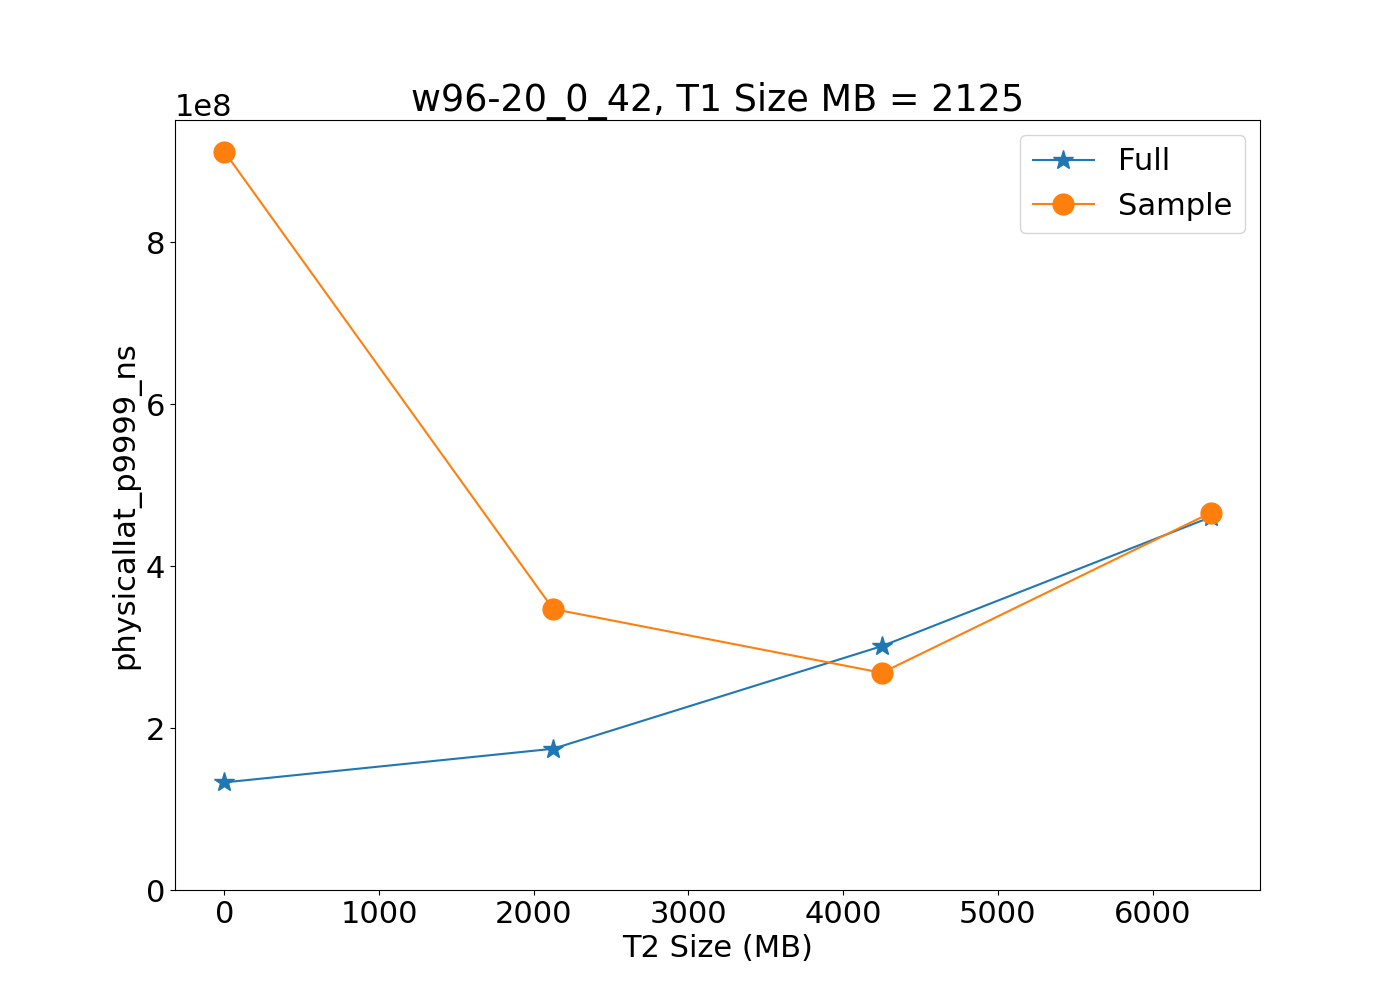 w96-20_0_42, T1 Size MB = 2125
1e8
Full
Sample
8
6
4
2
0
physicallat_p9999_ns
0 1000 2000 3000 4000 5000 6000
T2 Size (MB)